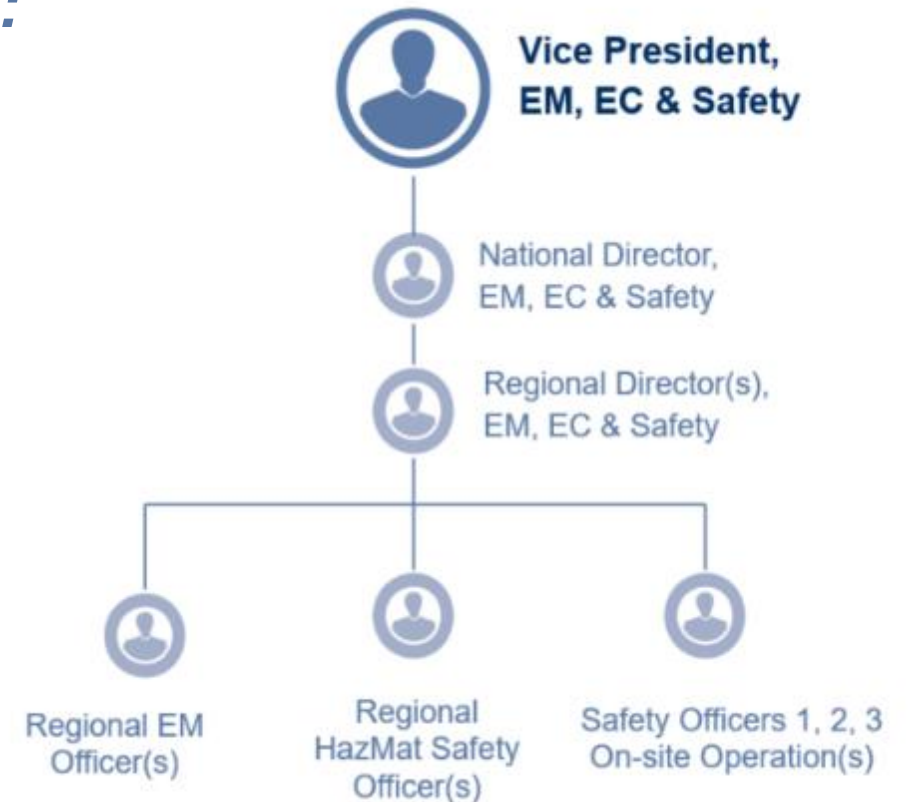 Vice President,
EM, EC & Safety
National Director,
EM, EC & Safety
Regional Director(s),
EM, EC & Safety
Regional EM
Officer(s)
Regional
HazMat Safety
Officer(s)
Safety Officers 1, 2, 3
On-site Operation(s)